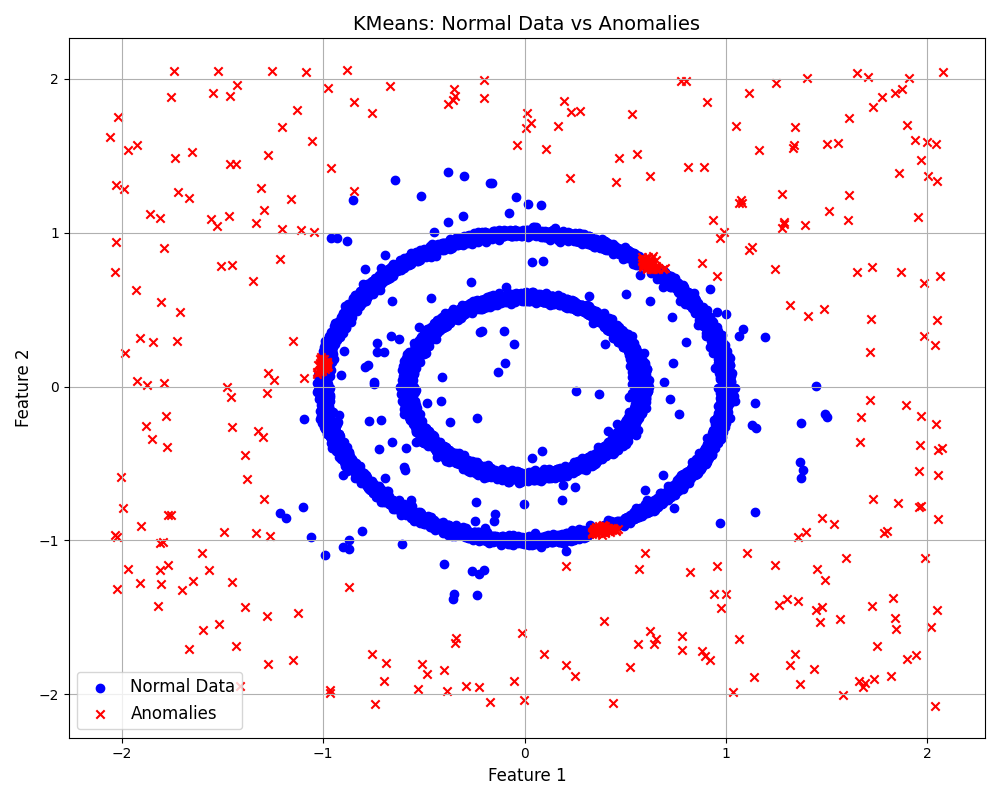 KMeans: Normal Data vs Anomalies
2
1
0
−1
−2
Feature 2
Normal Data
Anomalies
−2 −1 0 1 2
Feature 1